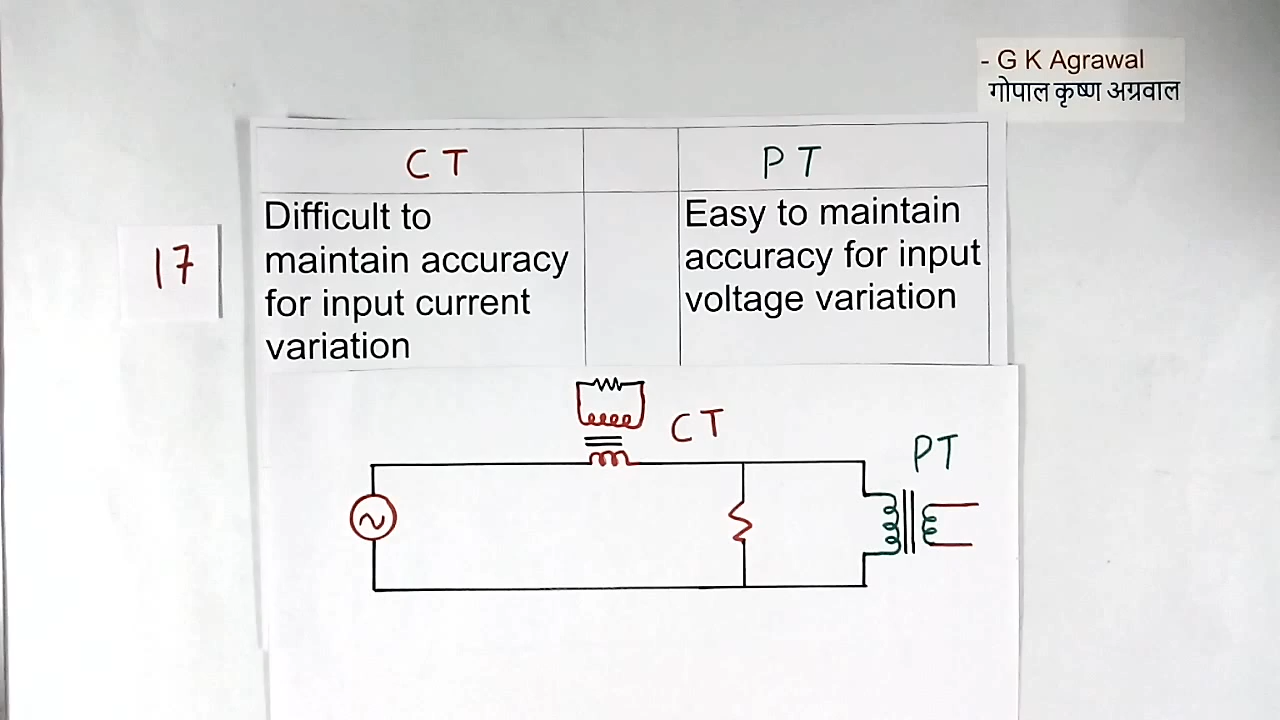 - G K Agrawal
गोपाल कृष्ण अग्रवाल
CT PT
17
Difficult to
maintain accuracy
for input current
variation
Easy to maintain
accuracy for input
voltage variation
CT
PT